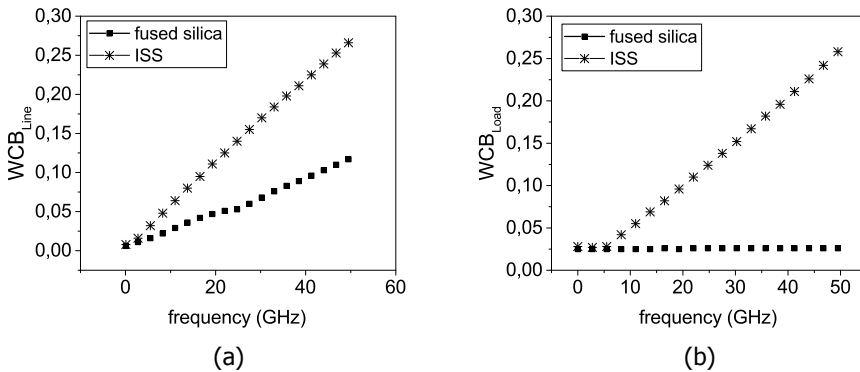 0,30
0,25
0,20
0,15
0,10
0,05
0,00
WCB_Line
fused silica
ISS
0
20
40
60
frequency (GHz)
(a)
0,30
0,25
0,20
0,15
0,10
0,05
0,00
WCB_Load
fused silica
ISS
0
10
20
30
40
50
frequency (GHz)
(b)